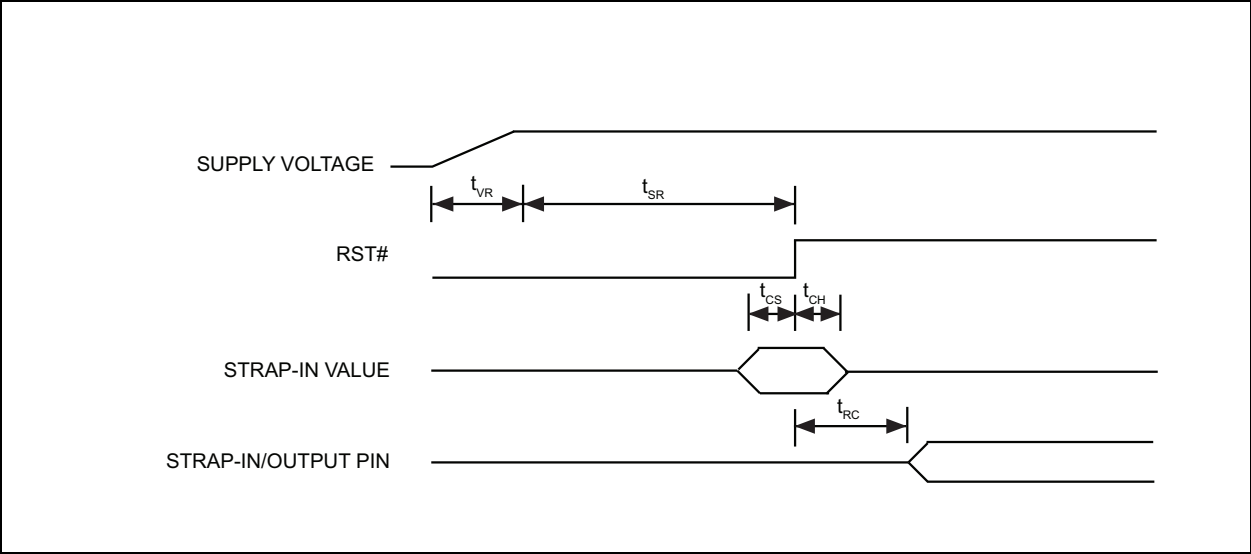 SUPPLY VOLTAGE
tVR
tSR
RST#
tCS
tCH
STRAP-IN VALUE
tRC
STRAP-IN/OUTPUT PIN